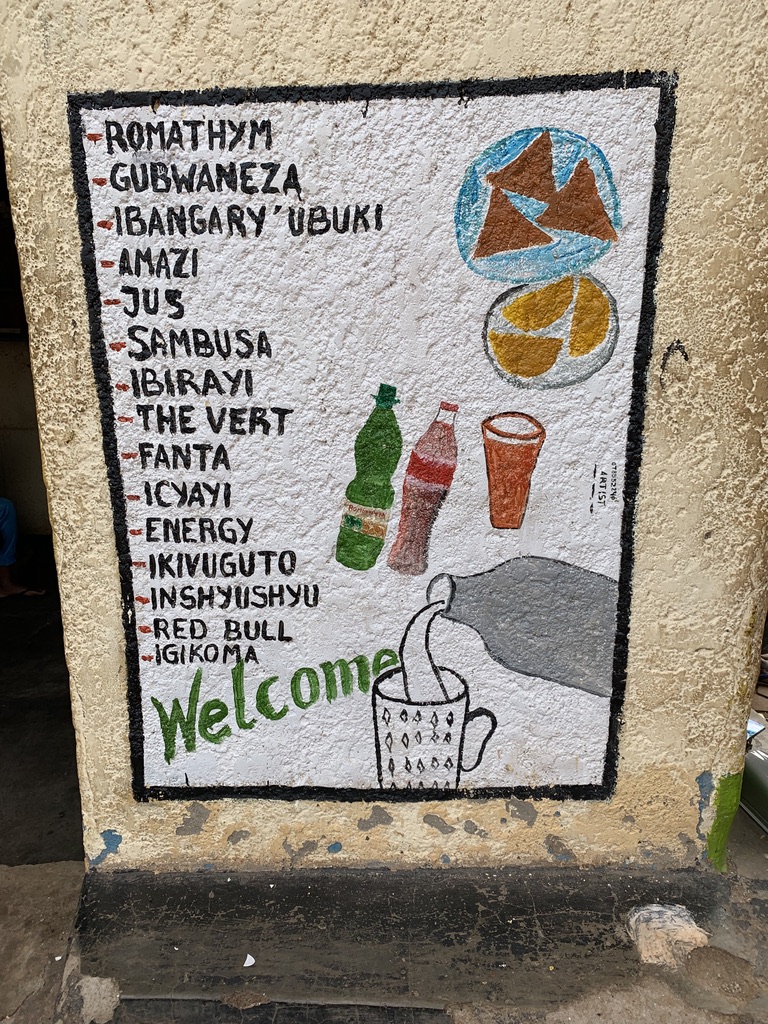 - ROMATHYM
- GUBWANEZA
- IBANGARY'UBUKI
- AMAZI
- JUS
- SAMBUSA
- IBIRAYI
- THE VERT
- FANTA
- ICYAYI
- ENERGY
- IKIVUGUTO
- INSHYUSHYU
- RED BULL
- IGIKOMA
Welcome
ARTIST